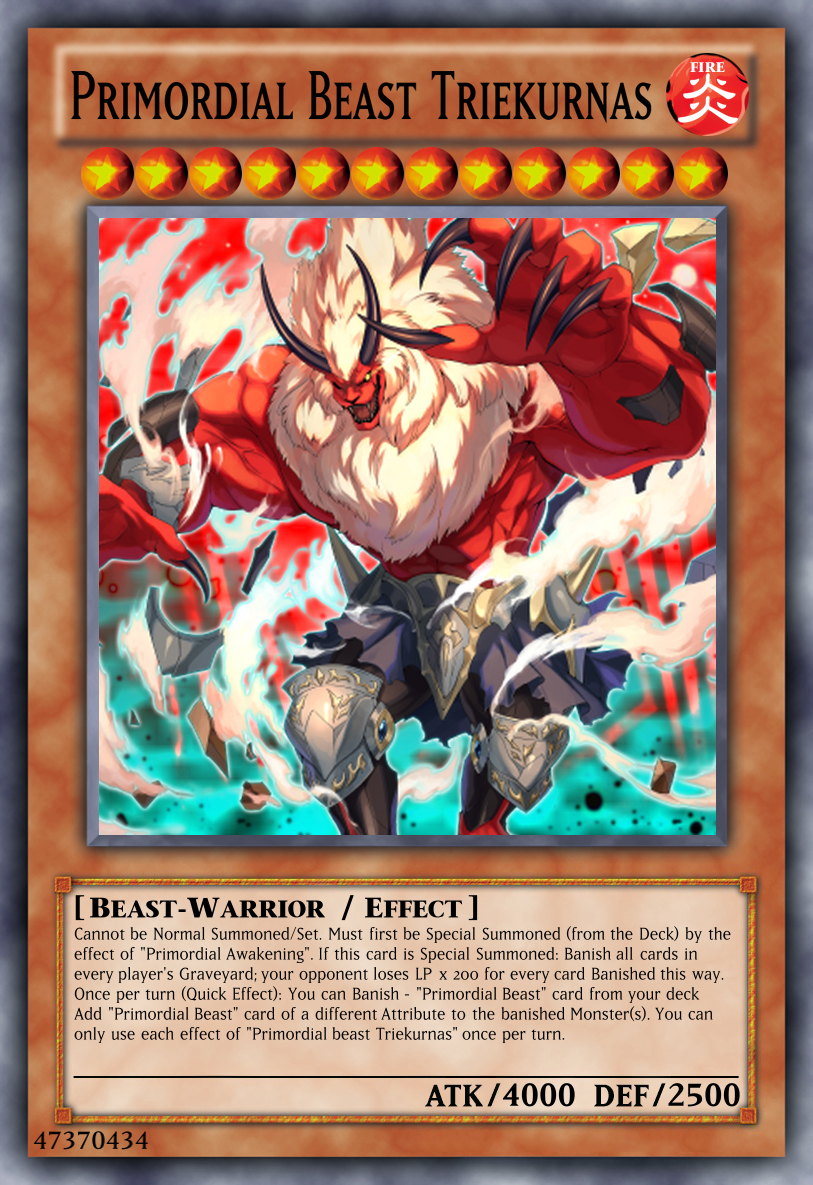 PRIMORDIAL BEAST TRIEKURNAS
FIRE
炎
[ BEAST-WARRIOR / EFFECT ]
Cannot be Normal Summoned/Set. Must first be Special Summoned (from the Deck) by the
effect of "Primordial Awakening". If this card is Special Summoned: Banish all cards in
every player's Graveyard; your opponent loses LP x 200 for every card Banished this way.
Once per turn (Quick Effect): You can Banish - "Primordial Beast" card from your deck
Add "Primordial Beast" card of a different Attribute to the banished Monster(s). You can
only use each effect of "Primordial beast Triekurnas" once per turn.
ATK/4000 DEF/2500
47370434